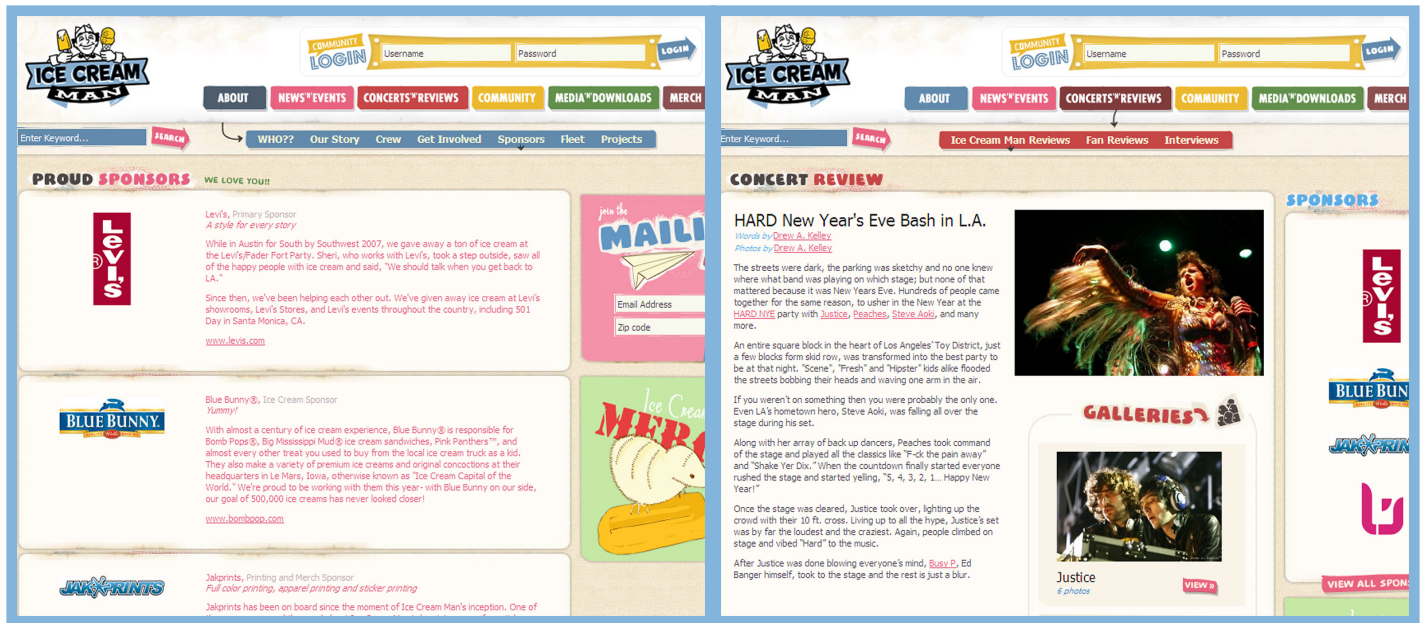 ICE CREAM
MAN
COMMUNITY
LOGIN
Username
Password
LOGIN
ABOUT
NEWS 'N' EVENTS
CONCERTS 'N' REVIEWS
COMMUNITY
MEDIA 'N' DOWNLOADS
MERCH
Enter Keyword...
SEARCH
WHO??
Our Story
Crew
Get Involved
Sponsors
Fleet
Projects
PROUD SPONSORS
WE LOVE YOU!!
LEVI'S
®
Levi's, Primary Sponsor
A style for every story
While in Austin for South by Southwest 2007, we gave away a ton of ice cream at
the Levi's/Fader Fort Party. Sheri, who works with Levi's, took a step outside, saw all
of the happy people with ice cream and said, "We should talk when you get back to
LA."
Since then, we've been helping each other out. We've given away ice cream at Levi's
showrooms, Levi's Stores, and Levi's events throughout the country, including 501
Day in Santa Monica, CA.
www.levis.com
BLUE BUNNY.
Blue Bunny®, Ice Cream Sponsor
Yummy!
With almost a century of ice cream experience, Blue Bunny® is responsible for
Bomb Pops®, Big Mississippi Mud® ice cream sandwiches, Pink Panthers™, and
almost every other treat you used to buy from the local ice cream truck as a kid.
They also make a variety of premium ice creams and original concoctions at their
headquarters in Le Mars, Iowa, otherwise known as "Ice Cream Capital of the
World." We're proud to be working with them this year- with Blue Bunny on our side,
our goal of 500,000 ice creams has never looked closer!
www.bombpop.com
JAKPRINTS
Jakprints, Printing and Merch Sponsor
Full color printing, apparel printing and sticker printing
Jakprints has been on board since the moment of Ice Cream Man's inception. One of
join the
MAILI
Email Address
Zip code
Ice Crea
MERC
ICE CREAM
MAN
COMMUNITY
LOGIN
Username
Password
LOGIN
ABOUT
NEWS 'N' EVENTS
CONCERTS 'N' REVIEWS
COMMUNITY
MEDIA 'N' DOWNLOADS
MERCH
Enter Keyword...
SEARCH
Ice Cream Man Reviews
Fan Reviews
Interviews
CONCERT REVIEW
HARD New Year's Eve Bash in L.A.
Words by Drew A. Kelley
Photos by Drew A. Kelley
The streets were dark, the parking was sketchy and no one knew
where what band was playing on which stage; but none of that
mattered because it was New Years Eve. Hundreds of people came
together for the same reason, to usher in the New Year at the
HARD NYE party with Justice, Peaches, Steve Aoki, and many
more.
An entire square block in the heart of Los Angeles' Toy District, just
a few blocks form skid row, was transformed into the best party to
be at that night. "Scene", "Fresh" and "Hipster" kids alike flooded
the streets bobbing their heads and waving one arm in the air.
If you weren't on something then you were probably the only one.
Even LA's hometown hero, Steve Aoki, was falling all over the
stage during his set.
Along with her array of back up dancers, Peaches took command
of the stage and played all the classics like "F-ck the pain away"
and "Shake Yer Dix." When the countdown finally started everyone
rushed the stage and started yelling, "5, 4, 3, 2, 1... Happy New
Year!"
Once the stage was cleared, Justice took over, lighting up the
crowd with their 10 ft. cross. Living up to all the hype, Justice's set
was by far the loudest and the craziest. Again, people climbed on
stage and vibed "Hard" to the music.
After Justice was done blowing everyone's mind, Busy P, Ed
Banger himself, took to the stage and the rest is just a blur.
GALLERIES
Justice
6 photos
VIEW »
SPONSORS
LEVI'S
®
BLUE BUN
JAKPRIN
VIEW ALL SPONS